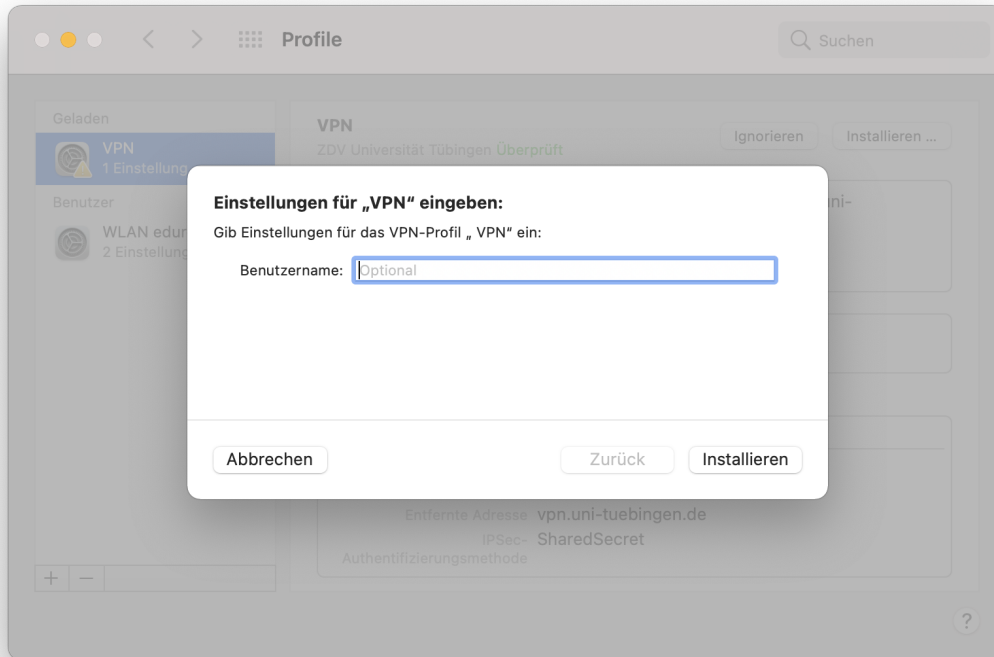 Profile
Suchen
Geladen
VPN
1 Einstellung
Benutzer
WLAN edur
2 Einstellung
VPN
ZDV Universität Tübingen Überprüft
Ignorieren
Installieren ...
ni-
Einstellungen für „VPN“ eingeben:
Gib Einstellungen für das VPN-Profil „ VPN“ ein:
Benutzername: Optional
Abbrechen
Zurück
Installieren
Entfernte Adresse vpn.uni-tuebingen.de
IPSec- SharedSecret
Authentifizierungsmethode
+ −
?